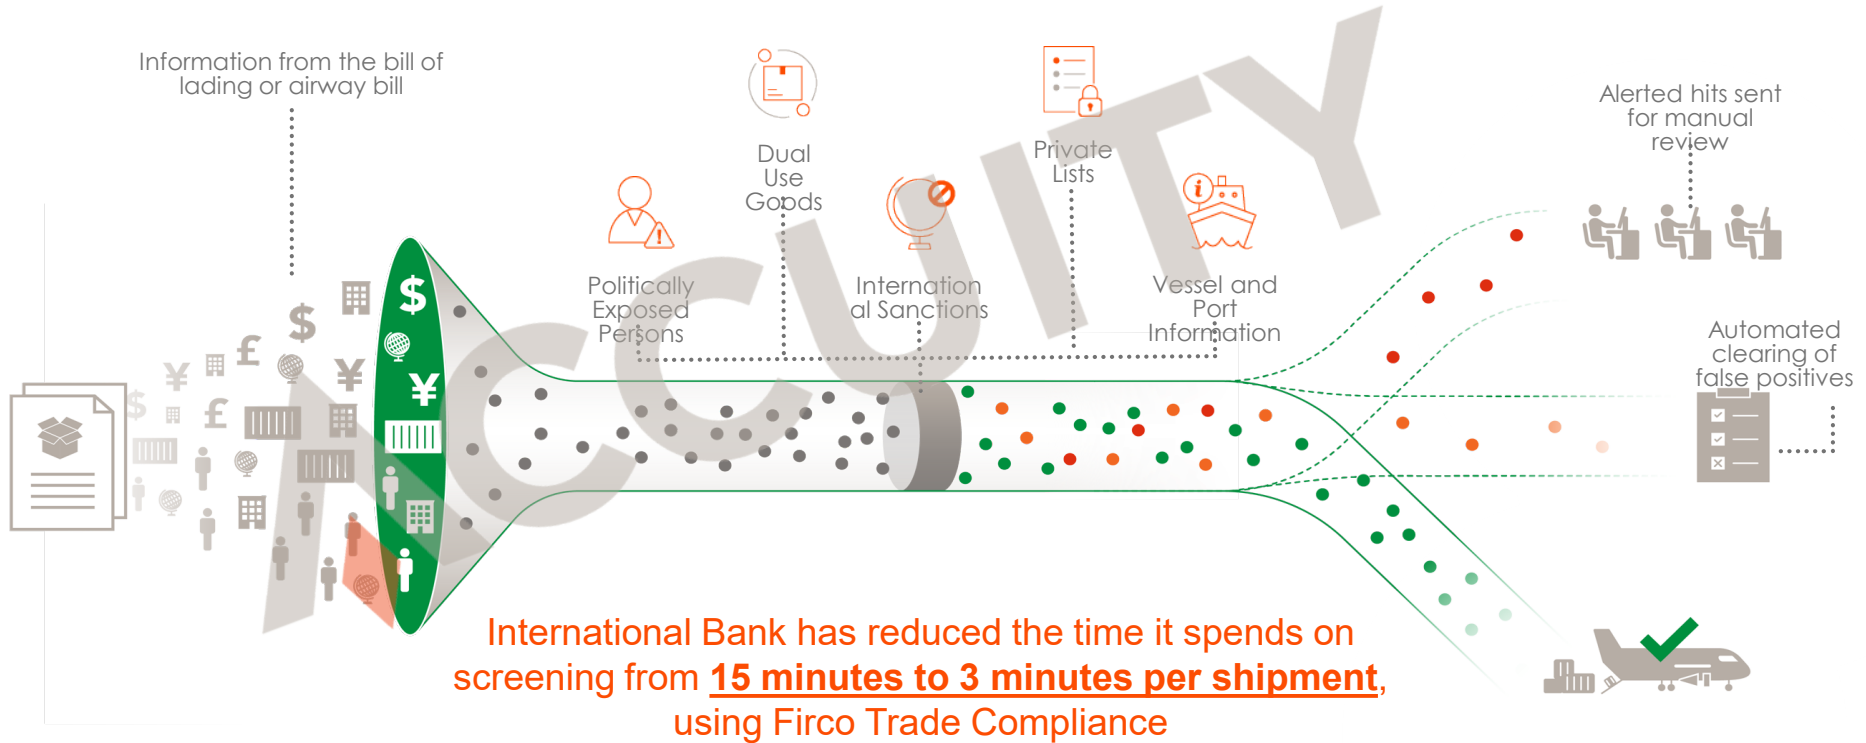 Information from the bill of
lading or airway bill
Dual
Use
Goods
Private
Lists
Alerted hits sent
for manual
review
Politically
Exposed
Persons
Internation
al Sanctions
Vessel and
Port
Information
Automated
clearing of
false positives
ACCUITY
International Bank has reduced the time it spends on
screening from 15 minutes to 3 minutes per shipment,
using Firco Trade Compliance